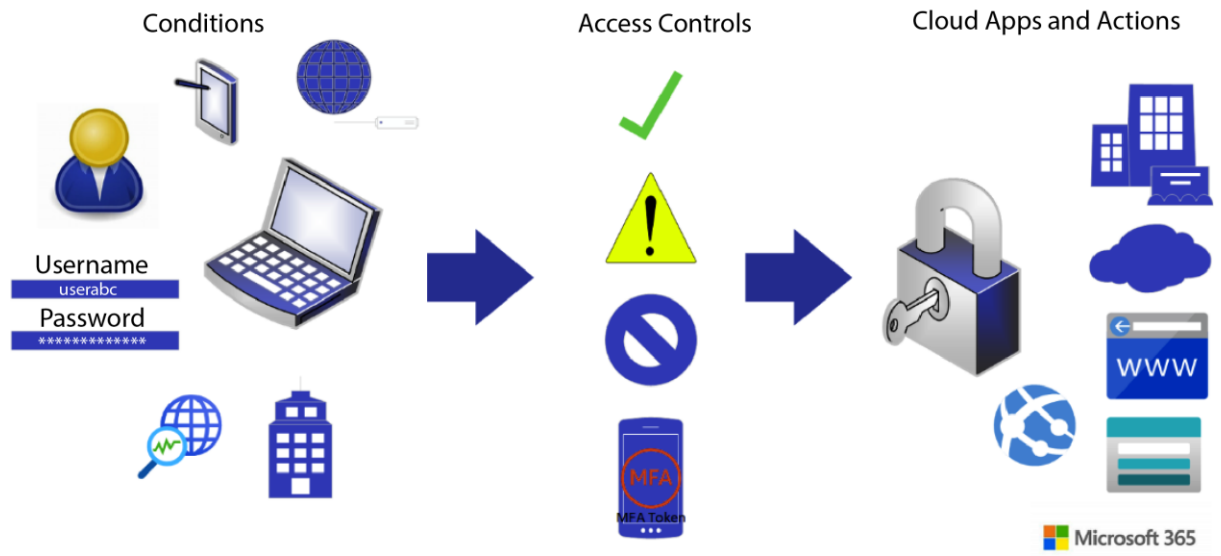 Conditions
Access Controls
Cloud Apps and Actions
Username
userabc
Password
*************
MFA
MFA Token
WWW
Microsoft 365